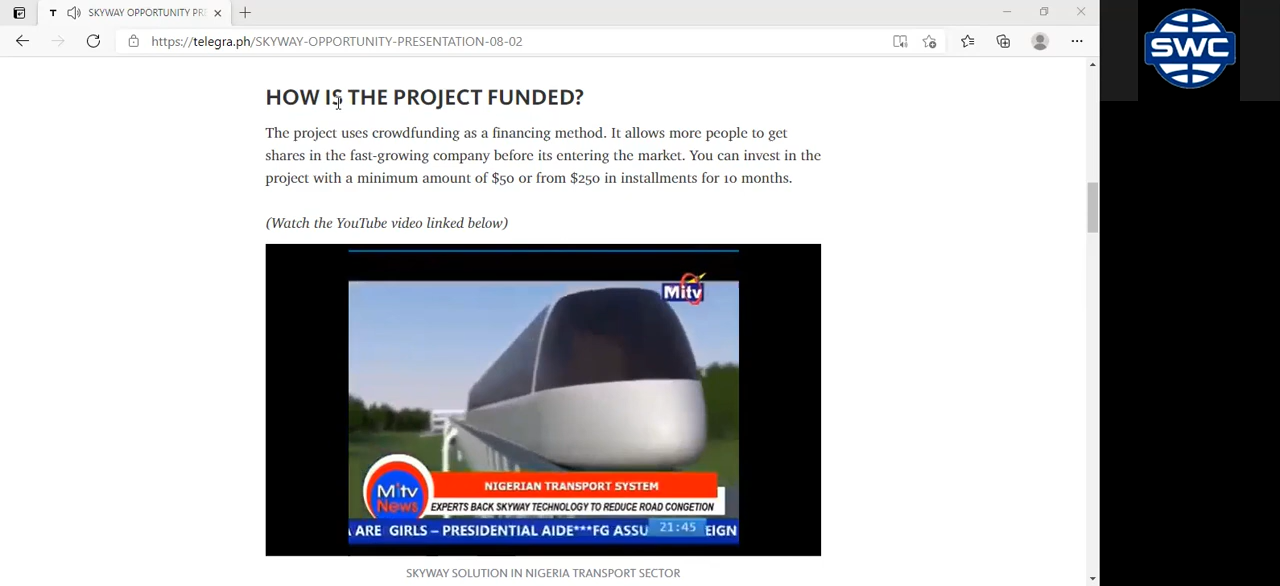 SKYWAY OPPORTUNITY PR
https://telegra.ph/SKYWAY-OPPORTUNITY-PRESENTATION-08-02
SWC
HOW IS THE PROJECT FUNDED?
The project uses crowdfunding as a financing method. It allows more people to get
shares in the fast-growing company before its entering the market. You can invest in the
project with a minimum amount of $50 or from $250 in installments for 10 months.
(Watch the YouTube video linked below)
Mitv
Mitv
News
NIGERIAN TRANSPORT SYSTEM
EXPERTS BACK SKYWAY TECHNOLOGY TO REDUCE ROAD CONGETION
ARE GIRLS – PRESIDENTIAL AIDE***FG ASSU 21:45 EIGN
SKYWAY SOLUTION IN NIGERIA TRANSPORT SECTOR